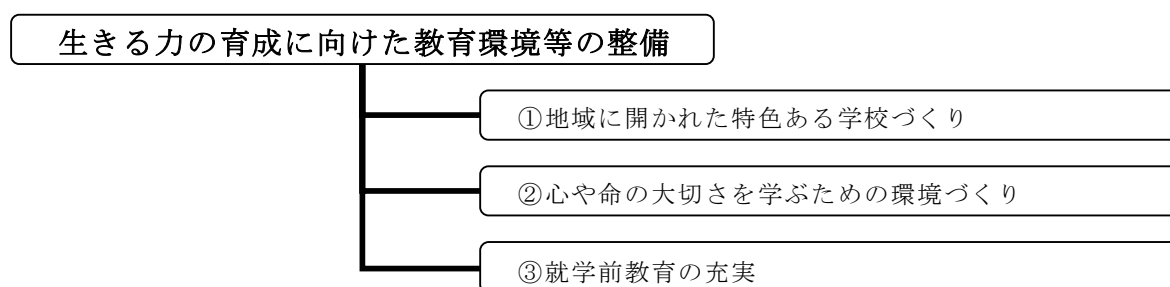 生きる力の育成に向けた教育環境等の整備
①地域に開かれた特色ある学校づくり
②心や命の大切さを学ぶための環境づくり
③就学前教育の充実